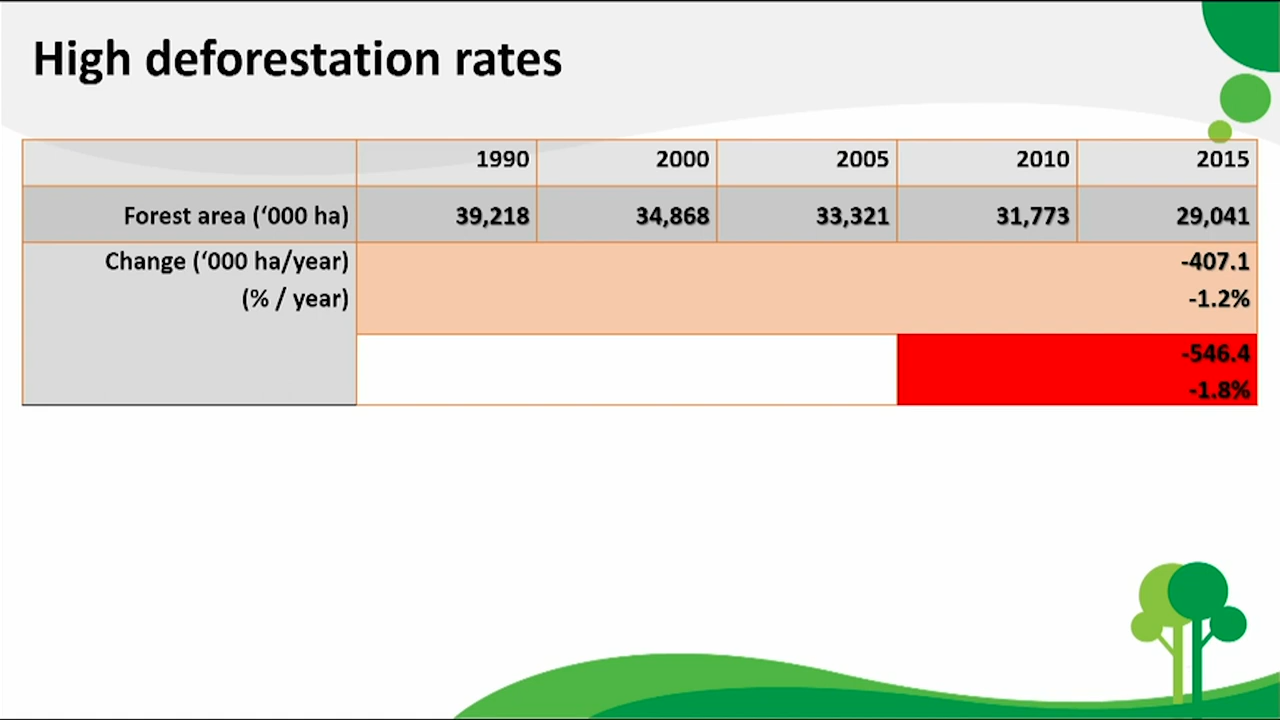 High deforestation rates
1990 2000 2005 2010 2015
Forest area (‘000 ha) 39,218 34,868 33,321 31,773 29,041
Change (‘000 ha/year) -407.1
(% / year) -1.2%
-546.4
-1.8%